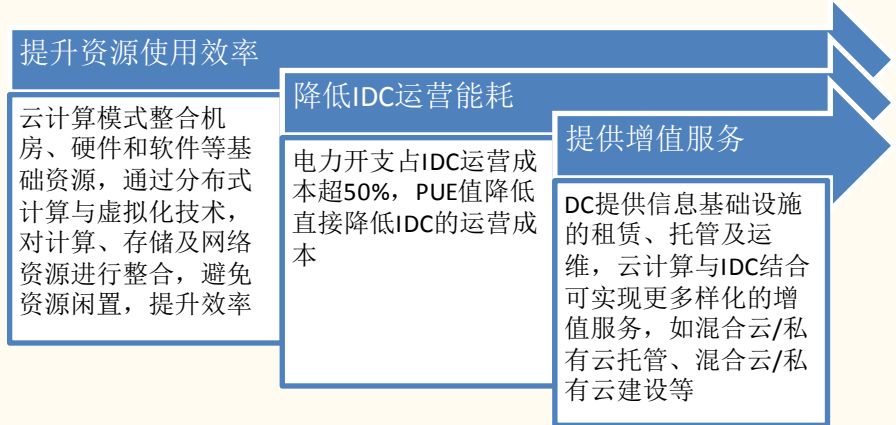 提升资源使用效率
云计算模式整合机
房、硬件和软件等基
础资源，通过分布式
计算与虚拟化技术，
对计算、存储及网络
资源进行整合，避免
资源闲置，提升效率
降低IDC运营能耗
电力开支占IDC运营成
本超50%，PUE值降低
直接降低IDC的运营成
本
提供增值服务
DC提供信息基础设施
的租赁、托管及运
维，云计算与IDC结合
可实现更多样化的增
值服务，如混合云/私
有云托管、混合云/私
有云建设等